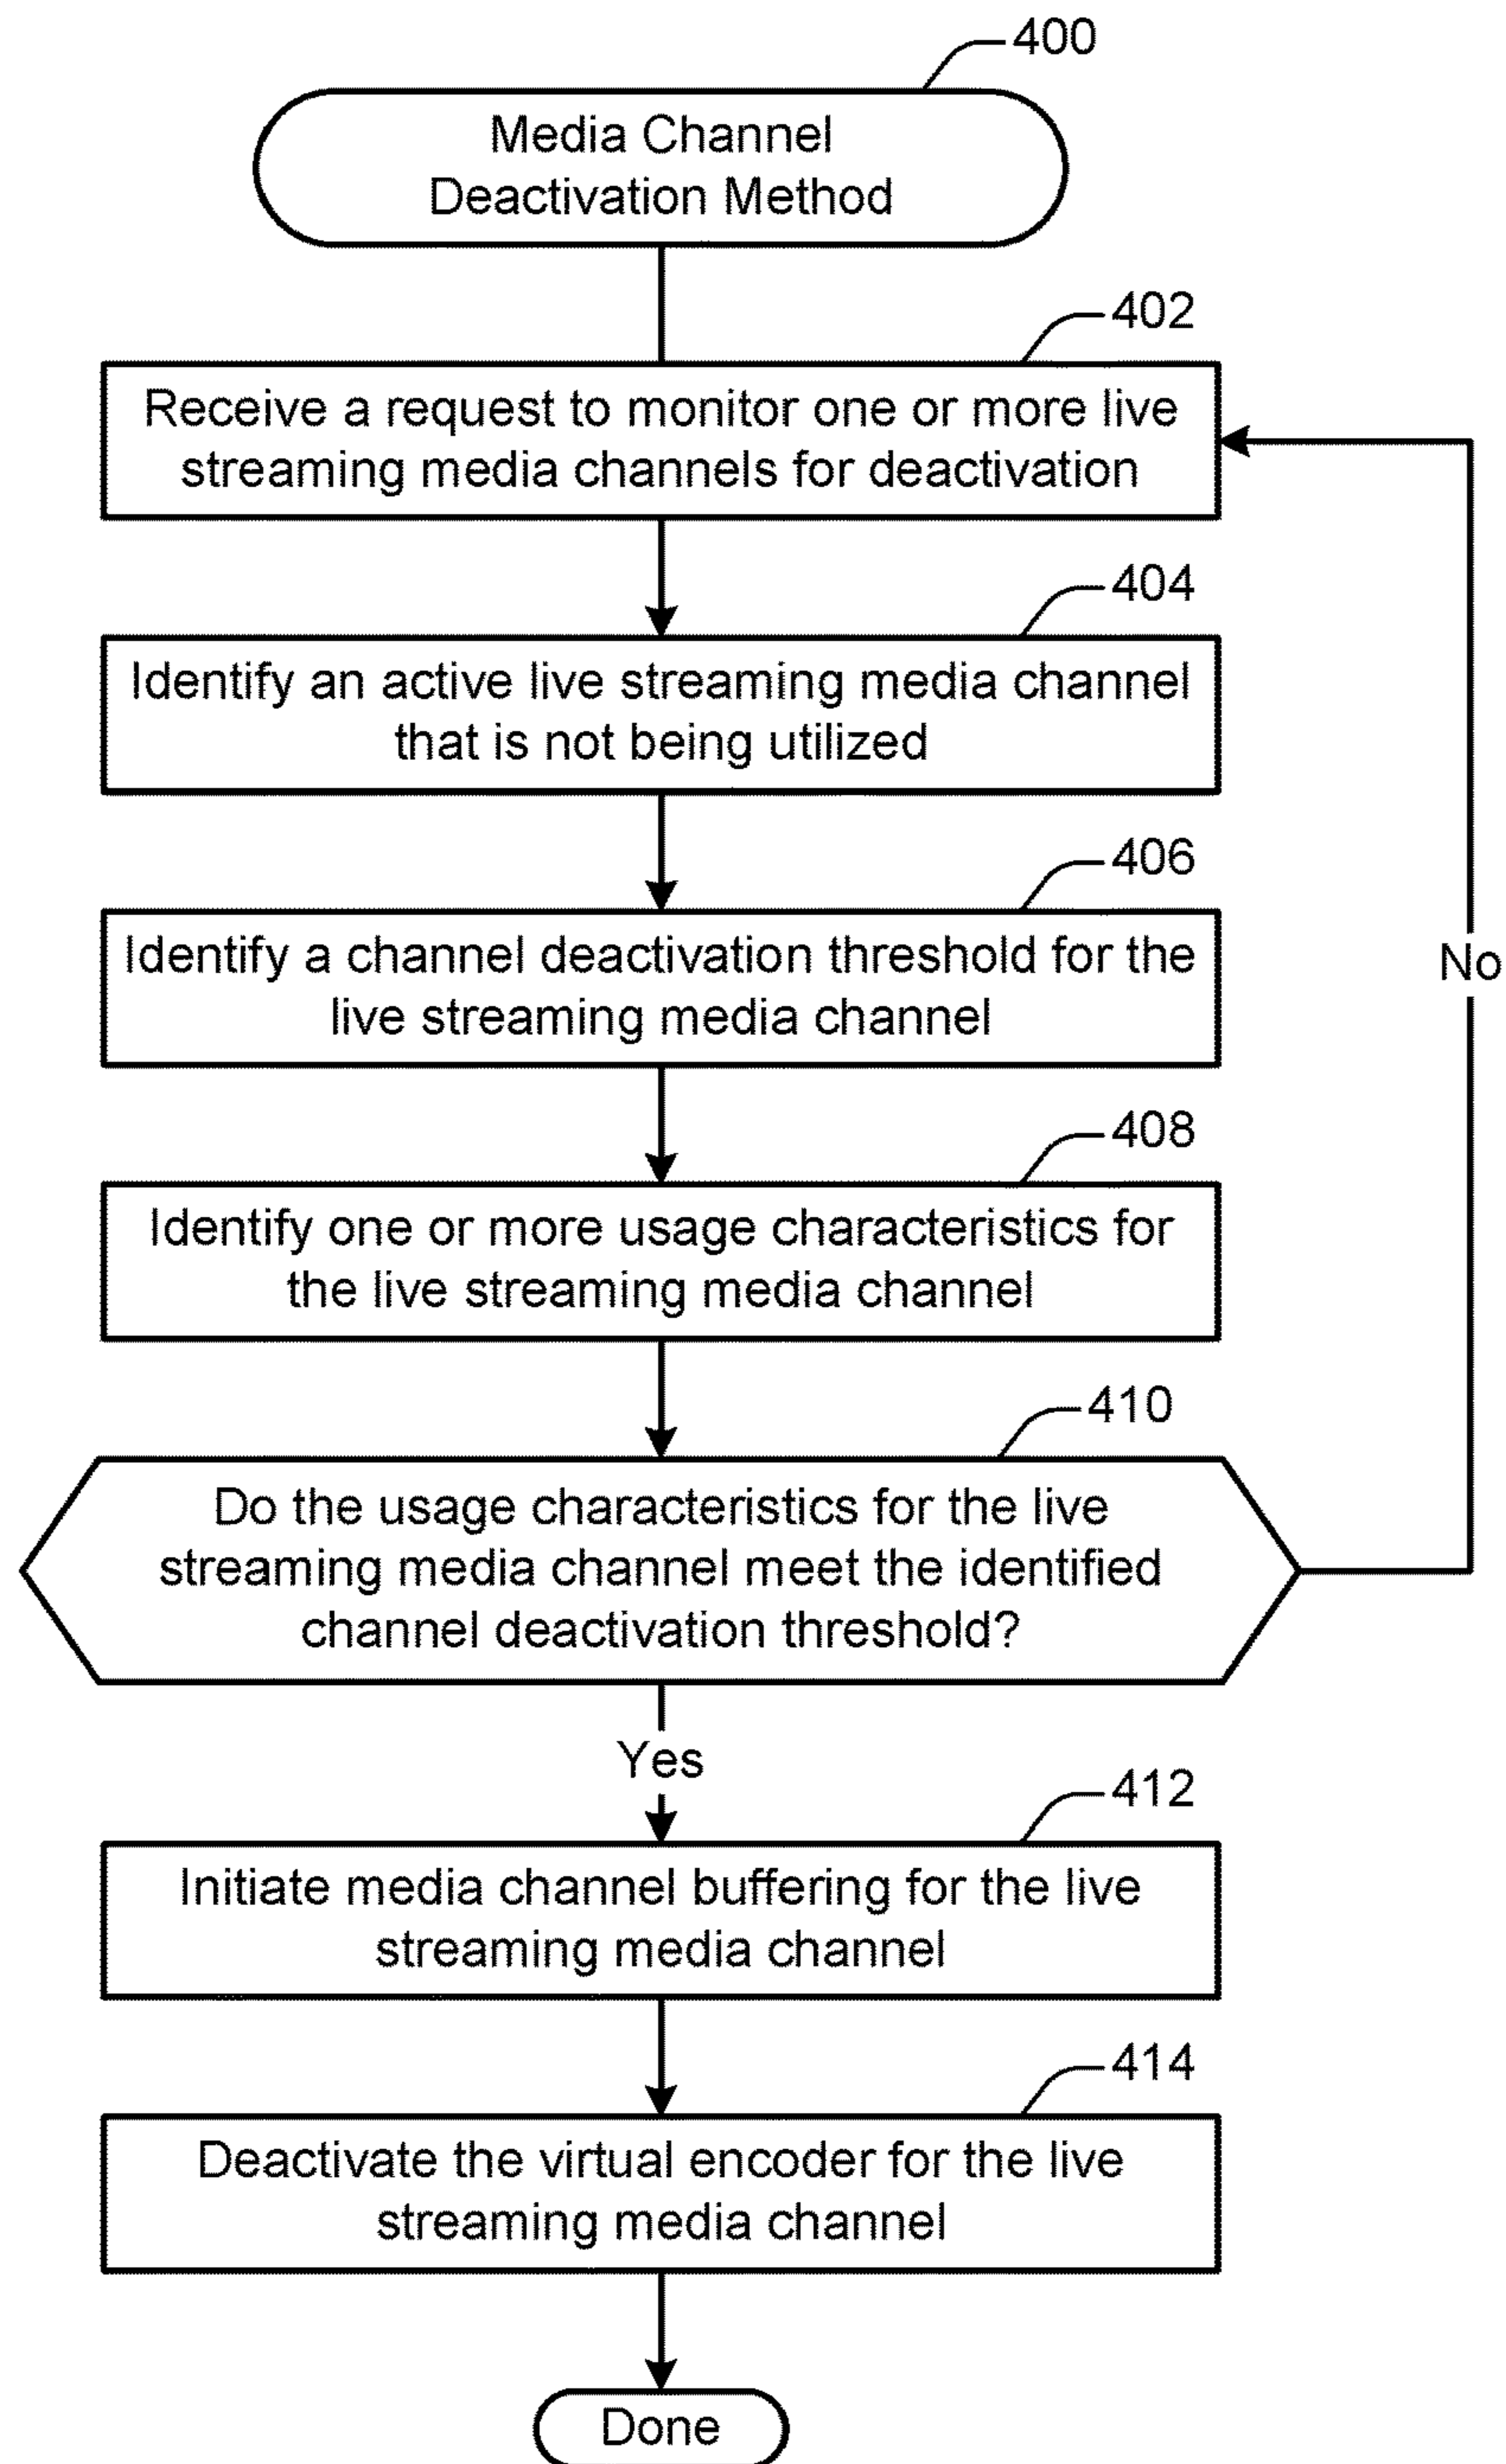 400
Media Channel
Deactivation Method
402
Receive a request to monitor one or more live
streaming media channels for deactivation
404
Identify an active live streaming media channel
that is not being utilized
406
Identify a channel deactivation threshold for the
live streaming media channel
No
408
Identify one or more usage characteristics for
the live streaming media channel
410
Do the usage characteristics for the live
streaming media channel meet the identified
channel deactivation threshold?
Yes
412
Initiate media channel buffering for the live
streaming media channel
414
Deactivate the virtual encoder for the live
streaming media channel
Done